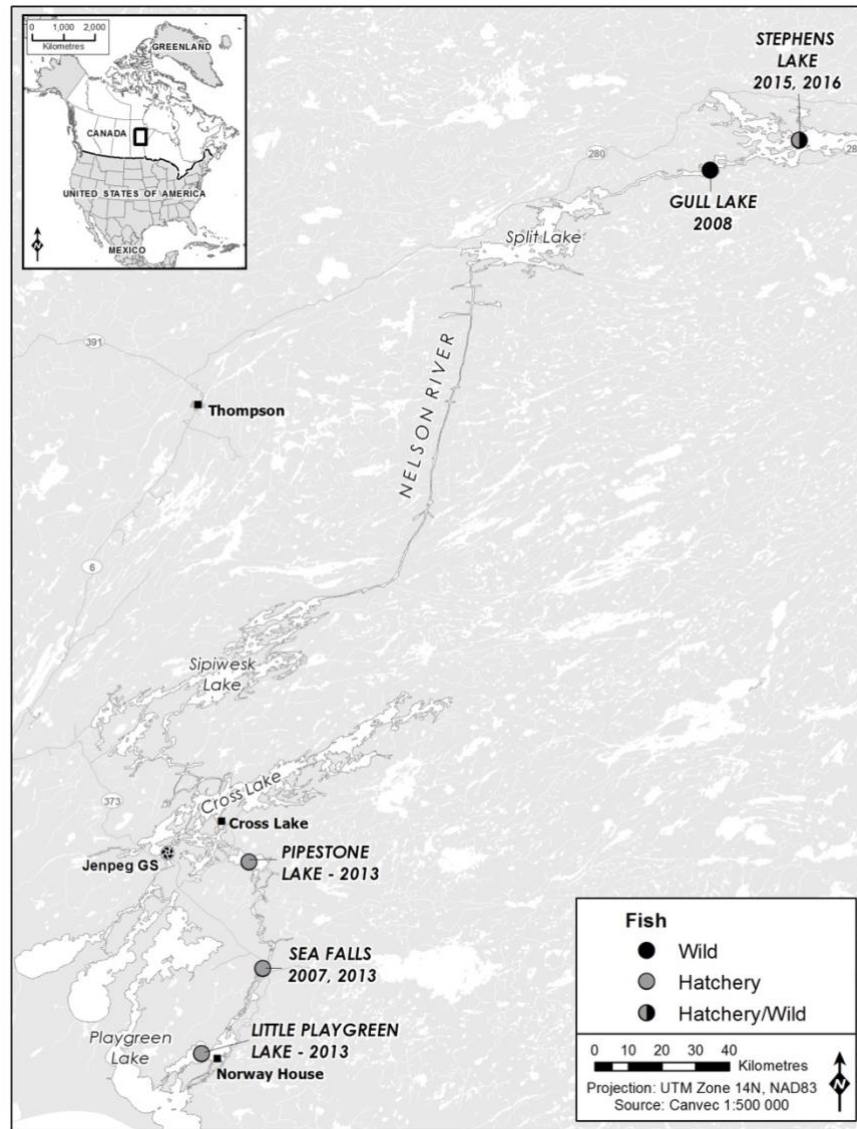 0 1,000 2,000
Kilometres
GREENLAND
CANADA
UNITED STATES OF AMERICA
MEXICO
N
STEPHENS
LAKE
2015, 2016
280
GULL LAKE
2008
Split Lake
391
Thompson
NELSON RIVER
6
Sipiwesk
Lake
373
Cross Lake
Cross Lake
Jenpeg GS
PIPESTONE
LAKE - 2013
SEA FALLS
2007, 2013
LITTLE PLAYGREEN
LAKE - 2013
Playgreen
Lake
Norway House
Fish
Wild
Hatchery
Hatchery/Wild
0 10 20 30 40
Kilometres
Projection: UTM Zone 14N, NAD83
Source: Canvec 1:500 000
N